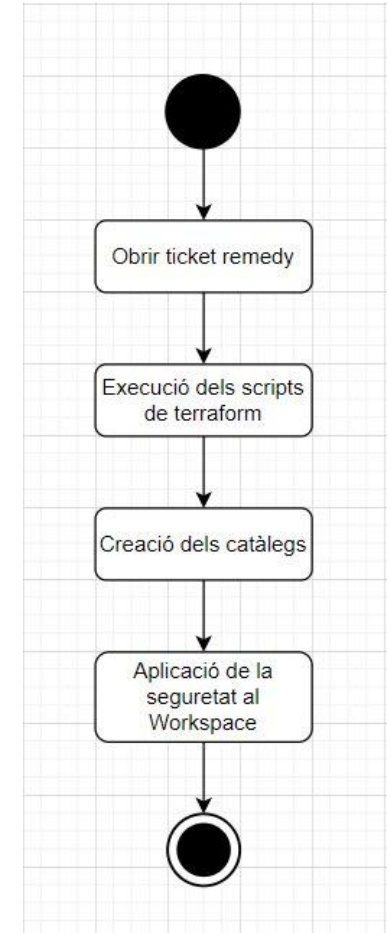 Obrir ticket remedy
Execució dels scripts
de terraform
Creació dels catàlegs
Aplicació de la
seguretat al
Workspace